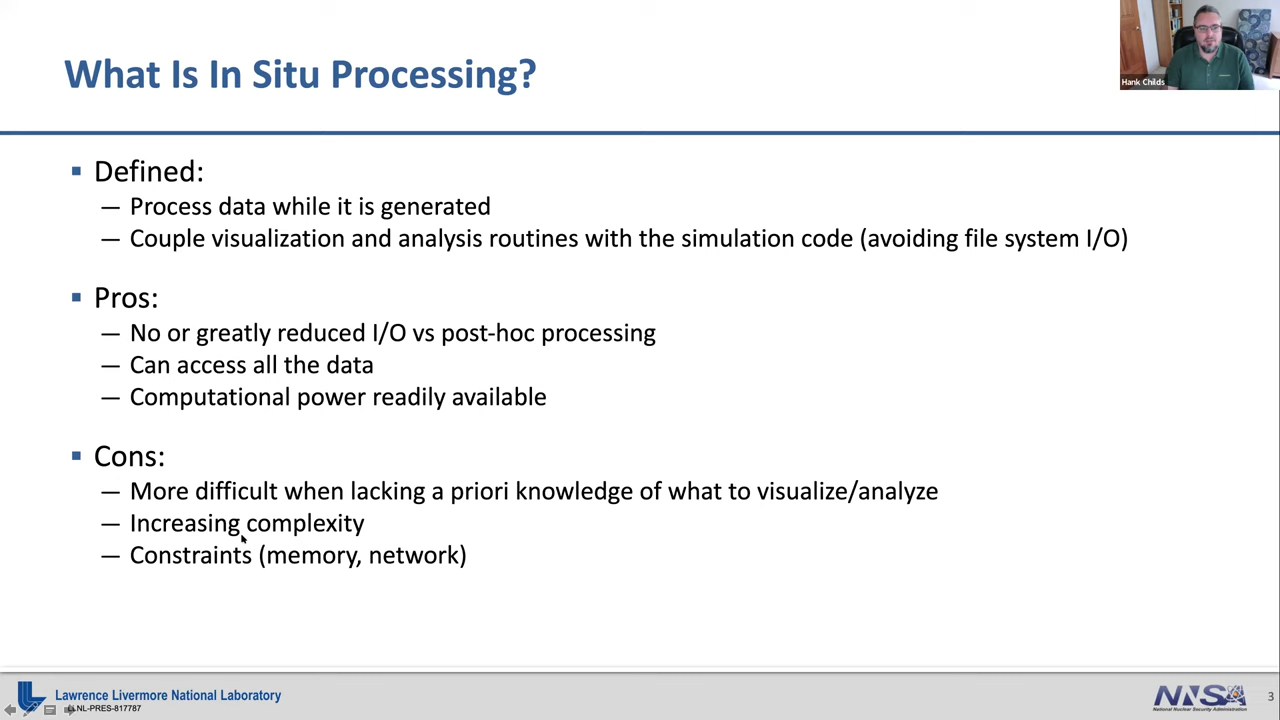 What Is In Situ Processing?
Hank Childs
▪ Defined:
— Process data while it is generated
— Couple visualization and analysis routines with the simulation code (avoiding file system I/O)
▪ Pros:
— No or greatly reduced I/O vs post-hoc processing
— Can access all the data
— Computational power readily available
▪ Cons:
— More difficult when lacking a priori knowledge of what to visualize/analyze
— Increasing complexity
— Constraints (memory, network)
Lawrence Livermore National Laboratory
LLNL-PRES-817787
NNSA
National Nuclear Security Administration
3